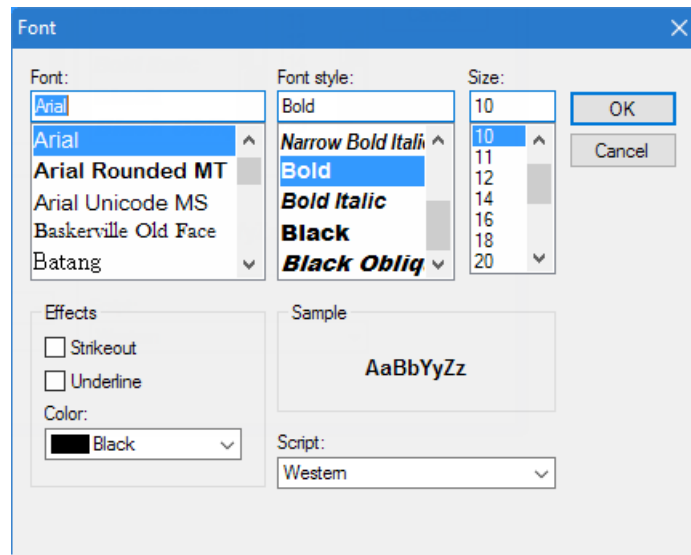 Font
Font: Font style: Size:
Arial Bold 10 OK
Arial Narrow Bold Itali 10 Cancel
Arial Rounded MT Bold 11
Arial Unicode MS Bold Italic 12
Baskerville Old Face Black 14
Batang Black Obliq 16
18
20
Effects Sample
Strikeout
Underline AaBbYyZz
Color:
Black Script:
Western